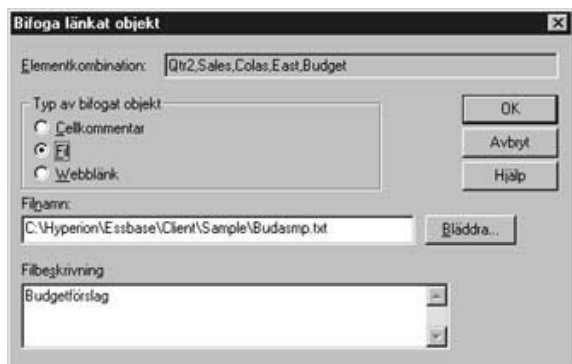 Bifoga länkat objekt
Elementkombination: Qtr2,Sales,Colas,East,Budget
Typ av bifogat objekt
Cellkommentar
Fil
Webblänk
OK
Avbryt
Hjälp
Filnamn:
C:\Hyperion\Essbase\Client\Sample\Budasmp.txt
Bläddra...
Filbeskrivning
Budgetförslag